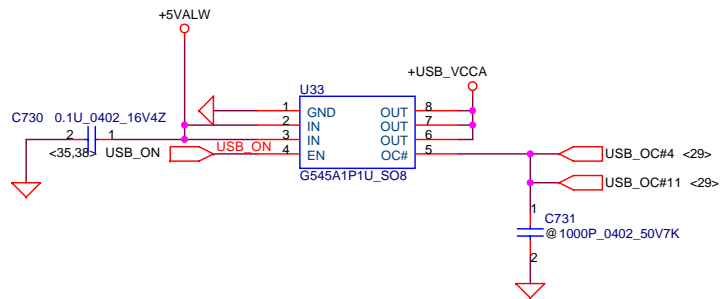 +5VALW
+USB_VCCA
U33
C730 0.1U_0402_16V4Z
1 GND OUT 8
2 IN OUT 7
3 IN OUT 6
4 EN OC# 5
2 1
<35,38> USB_ON
USB_ON
G545A1P1U_SO8
USB_OC#4 <29>
USB_OC#11 <29>
1
C731
@ 1000P_0402_50V7K
2